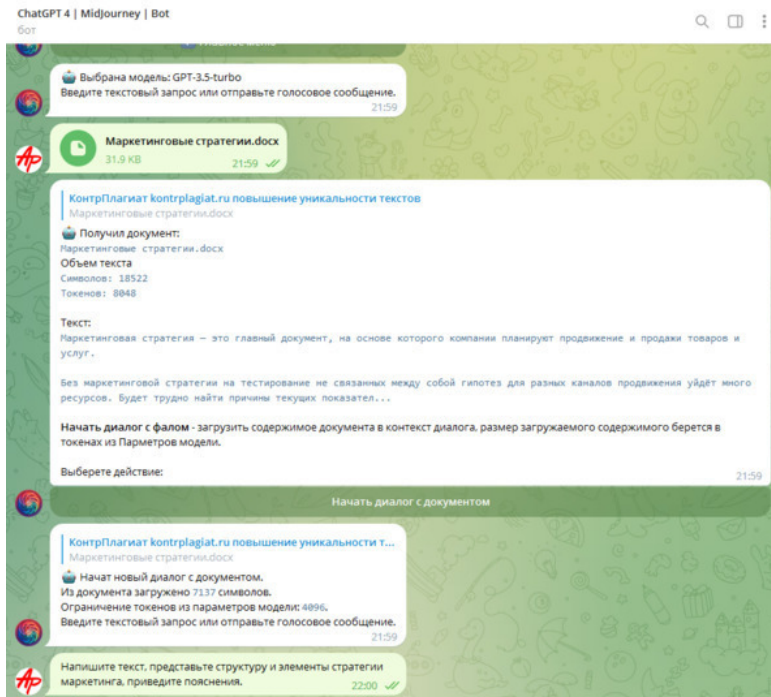 ChatGPT 4 | MidJourney | Bot
бот
Выбрана модель: GPT-3.5-turbo
Введите текстовый запрос или отправьте голосовое сообщение.
21:59
Маркетинговые стратегии.docx
31.9 KB
21:59
Ap
КонтрПлагиат kontrplagiat.ru повышение уникальности текстов
Маркетинговые стратегии.docx
Получил документ:
Маркетинговые стратегии.docx
Объем текста
Символов: 18522
Токенов: 8048
Текст:
Маркетинговая стратегия — это главный документ, на основе которого компании планируют продвижение и продажи товаров и
услуг.
Без маркетинговой стратегии на тестирование не связанных между собой гипотез для разных каналов продвижения уйдёт много
ресурсов. Будет трудно найти причины текущих показател...
Начать диалог с фалом - загрузить содержимое документа в контекст диалога, размер загружаемого содержимого берется в
токенах из Парметров модели.
Выберете действие:
21:59
Начать диалог с документом
КонтрПлагиат kontrplagiat.ru повышение уникальности т...
Маркетинговые стратегии.docx
Начат новый диалог с документом.
Из документа загружено 7137 символов.
Ограничение токенов из параметров модели: 4096.
Введите текстовый запрос или отправьте голосовое сообщение.
21:59
Напишите текст, представьте структуру и элементы стратегии
маркетинга, приведите пояснения.
22:00
Ap